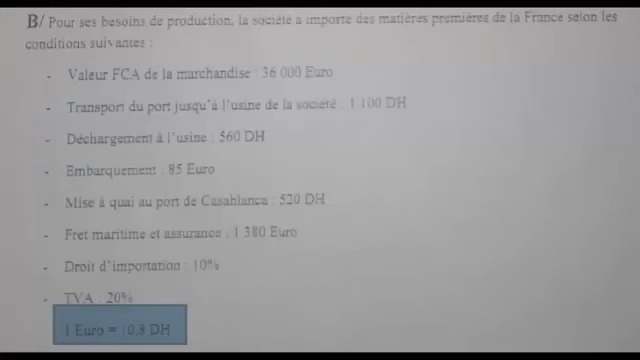 B/ Pour ses besoins de production, la société a importé des matières premières de la France selon les
conditions suivantes :
- Valeur FCA de la marchandise : 36 000 Euro
- Transport du port jusqu'à l'usine de la société : 1 100 DH
- Déchargement à l'usine : 560 DH
- Embarquement : 85 Euro
- Mise à quai au port de Casablanca : 520 DH
- Fret maritime et assurance : 1 380 Euro
- Droit d'importation : 10%
- TVA : 20%
1 Euro = 10.8 DH